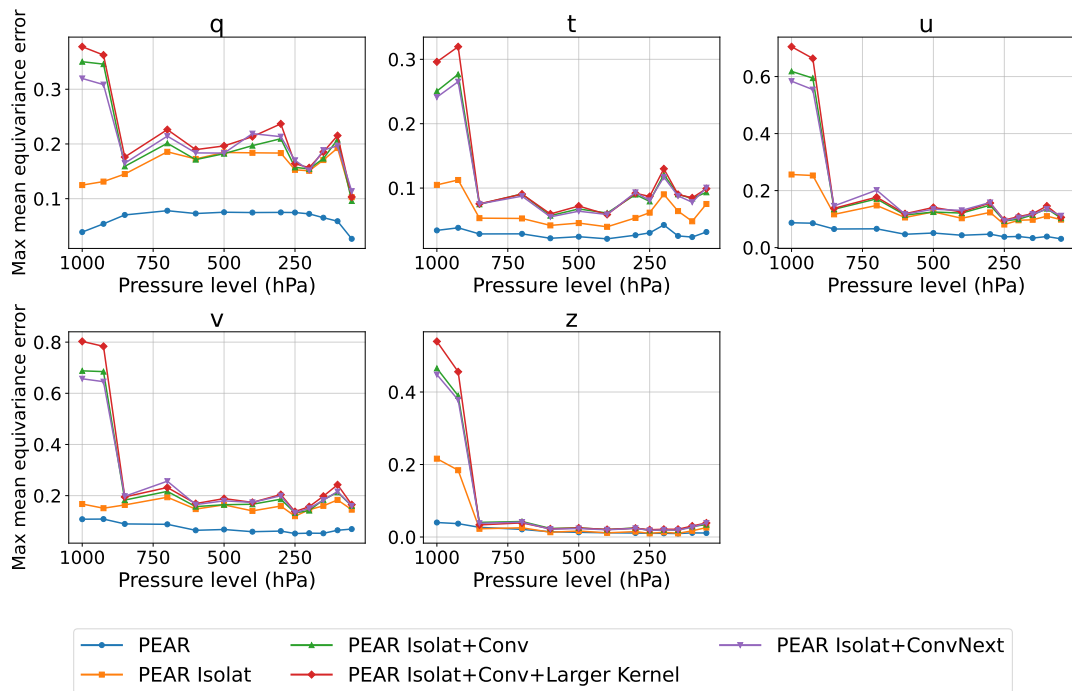 q
t
u
Max mean equivariance error
0.3
0.2
0.1
1000 750 500 250
Pressure level (hPa)
0.3
0.2
0.1
1000 750 500 250
Pressure level (hPa)
0.6
0.4
0.2
0.0
1000 750 500 250
Pressure level (hPa)
v
z
Max mean equivariance error
0.8
0.6
0.4
0.2
1000 750 500 250
Pressure level (hPa)
0.4
0.2
0.0
1000 750 500 250
Pressure level (hPa)
PEAR
PEAR Isolat
PEAR Isolat+Conv
PEAR Isolat+Conv+Larger Kernel
PEAR Isolat+ConvNext